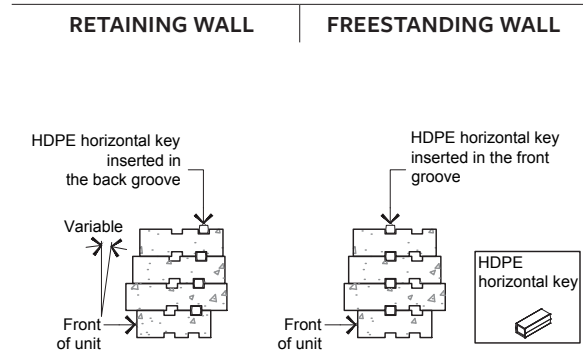 RETAINING WALL
FREESTANDING WALL
HDPE horizontal key
inserted in
the back groove
Variable
Front
of unit
HDPE horizontal key
inserted in the front
groove
Front
of unit
HDPE
horizontal key